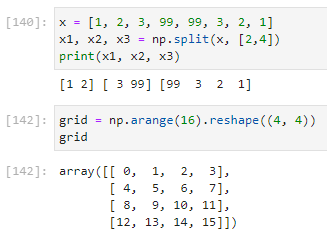 [140]: x = [1, 2, 3, 99, 99, 3, 2, 1]
x1, x2, x3 = np.split(x, [2,4])
print(x1, x2, x3)
[1 2] [ 3 99] [99  3  2  1]
[142]: grid = np.arange(16).reshape((4, 4))
grid
[142]: array([[ 0,  1,  2,  3],
[ 4,  5,  6,  7],
[ 8,  9, 10, 11],
[12, 13, 14, 15]])